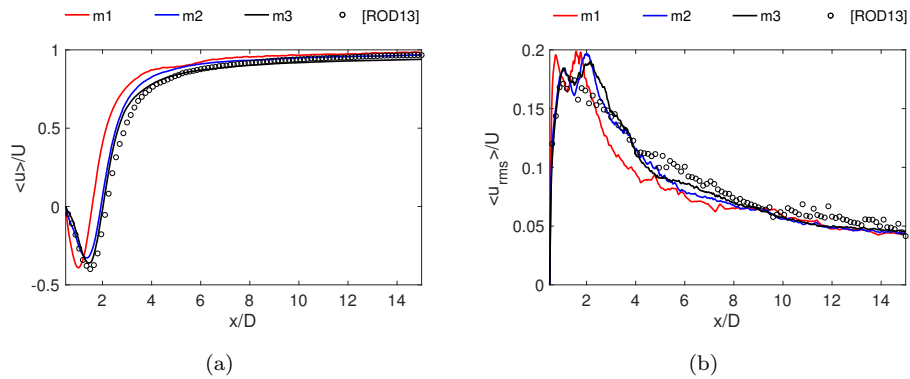 m1 m2 m3 [ROD13]
1
0.5
0
-0.5
<u>/U
2 4 6 8 10 12 14
x/D
(a)
m1 m2 m3 [ROD13]
0.2
0.15
0.1
0.05
0
<u_rms>/U
2 4 6 8 10 12 14
x/D
(b)